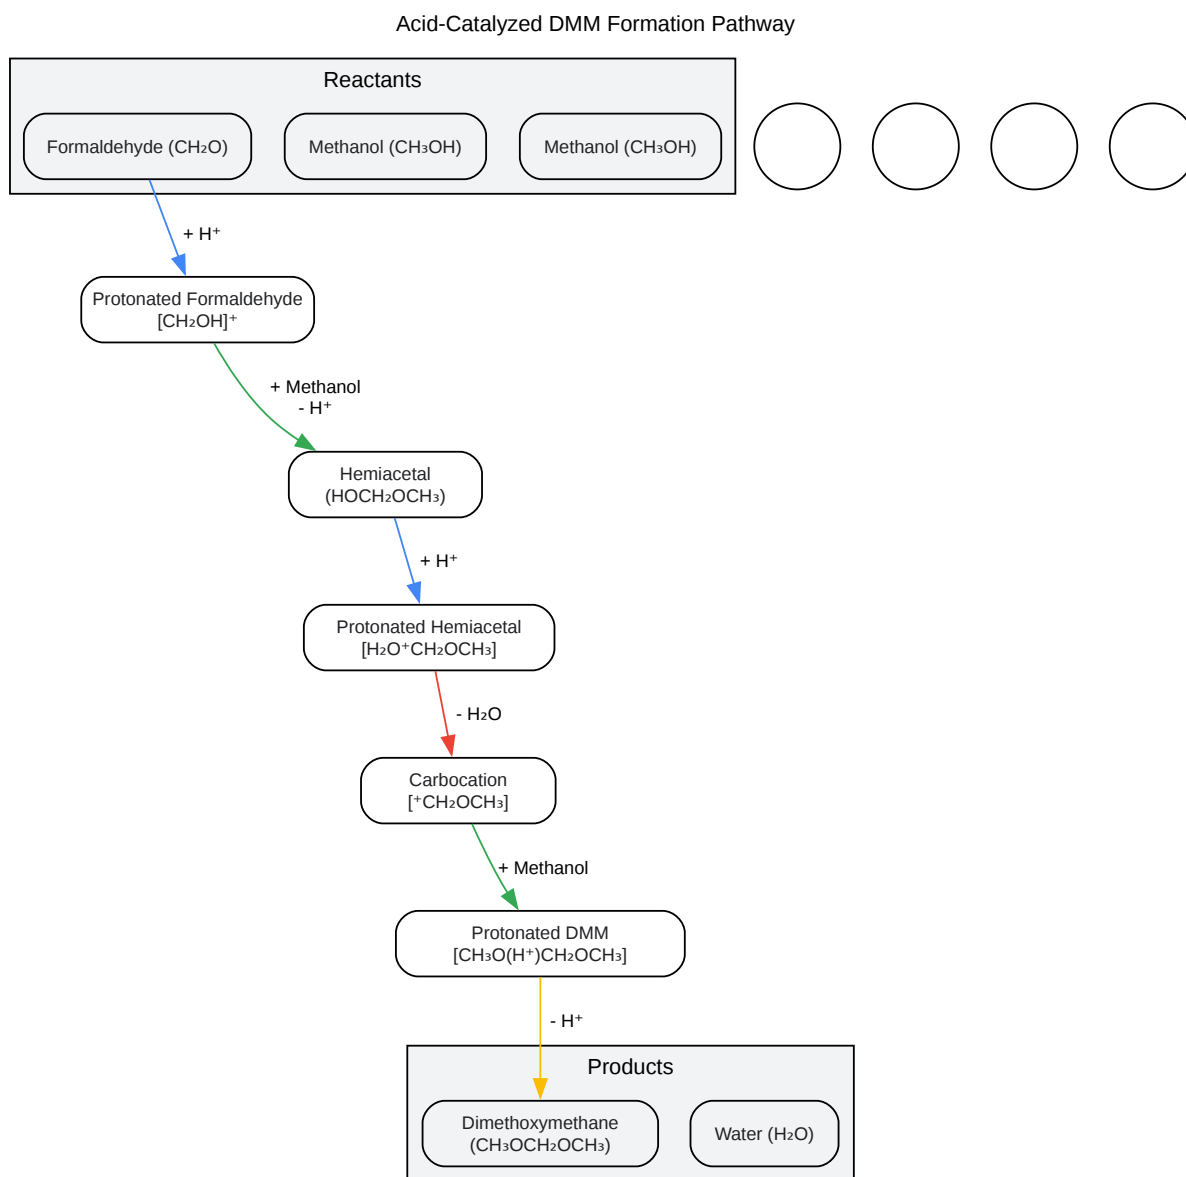 Acid-Catalyzed DMM Formation Pathway
Reactants
Formaldehyde (CH₂O)
Methanol (CH₃OH)
Methanol (CH₃OH)
+ H⁺
Protonated Formaldehyde
[CH₂OH]⁺
+ Methanol
- H⁺
Hemiacetal
(HOCH₂OCH₃)
+ H⁺
Protonated Hemiacetal
[H₂O⁺CH₂OCH₃]
- H₂O
Carbocation
[⁺CH₂OCH₃]
+ Methanol
Protonated DMM
[CH₃O(H⁺)CH₂OCH₃]
- H⁺
Products
Dimethoxymethane
(CH₃OCH₂OCH₃)
Water (H₂O)